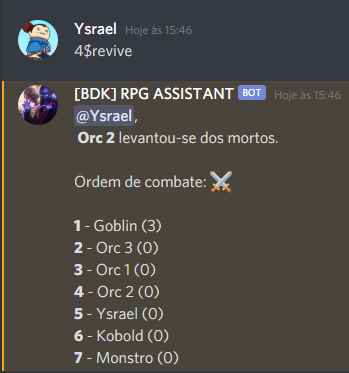 Ysrael Hoje às 15:46
4$revive
[BDK] RPG ASSISTANT BOT Hoje às 15:46
@Ysrael,
Orc 2 levantou-se dos mortos.
Ordem de combate:
1 - Goblin (3)
2 - Orc 3 (0)
3 - Orc 1 (0)
4 - Orc 2 (0)
5 - Ysrael (0)
6 - Kobold (0)
7 - Monstro (0)